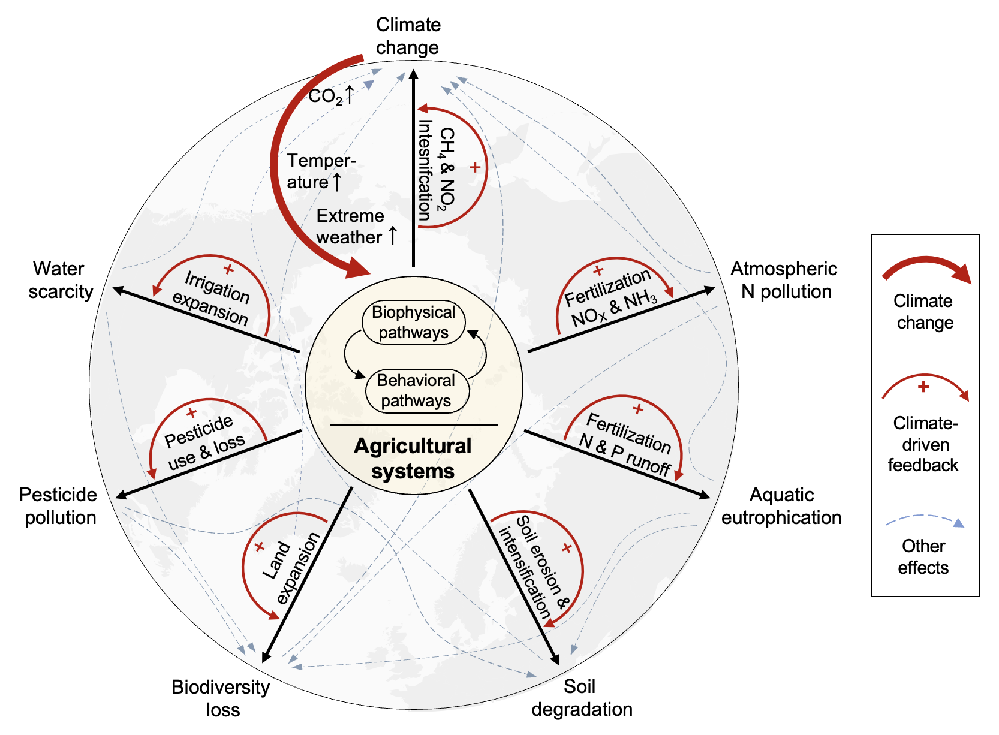 Climate
change
CO₂ ↑
Temper-
ature ↑
Extreme
weather ↑
CH₄ & NO₂
Intesnifcation
+
Water
scarcity
+
Irrigation
expansion
Atmospheric
N pollution
+
Fertilization
NOₓ & NH₃
Biophysical
pathways
Behavioral
pathways
Agricultural
systems
+
Pesticide
use & loss
Pesticide
pollution
+
Fertilization
N & P runoff
Aquatic
eutrophication
+
Land
expansion
Biodiversity
loss
+
Soil erosion &
intensification
Soil
degradation
Climate
change
+
Climate-
driven
feedback
Other
effects